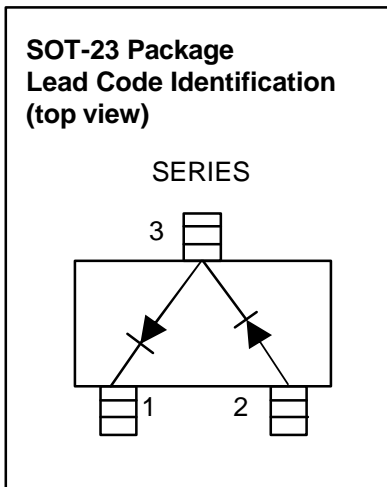 SOT-23 Package
Lead Code Identification
(top view)
SERIES
3
1 2